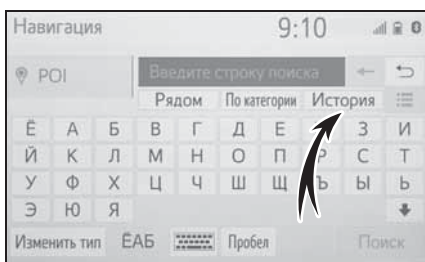 Навигация 9:10
POI Введите строку поиска
Рядом По категории История
Ё А Б В Г Д Е З И
Й К Л М Н О П Р С Т
У Ф Х Ц Ч Ш Щ Ъ Ы Ь
Э Ю Я
Изменить тип ЁАБ Пробел Поиск